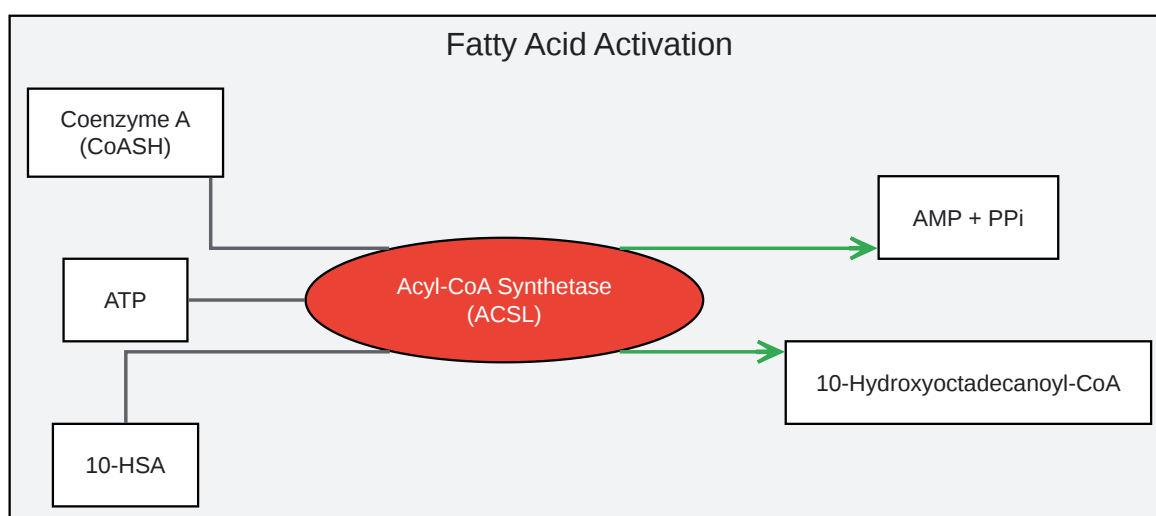 Fatty Acid Activation
Coenzyme A
(CoASH)
AMP + PPi
ATP
Acyl-CoA Synthetase
(ACSL)
10-Hydroxyoctadecanoyl-CoA
10-HSA